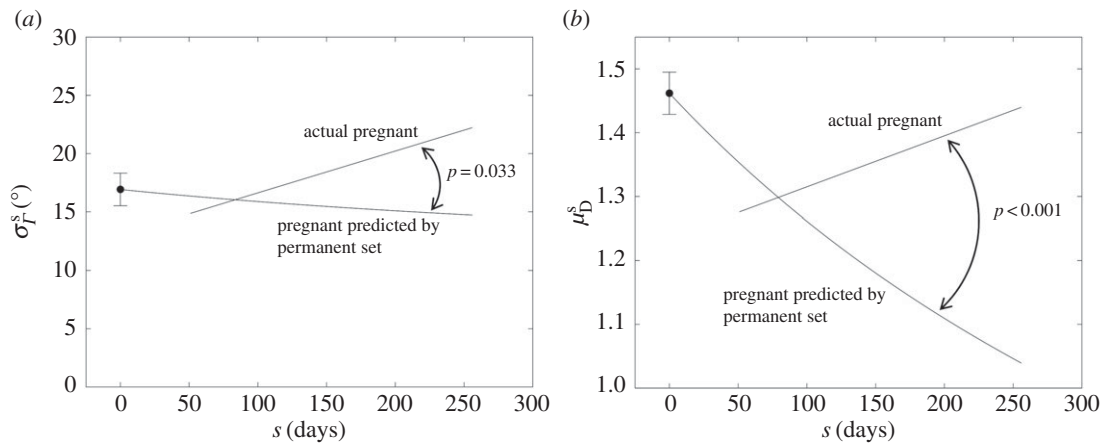 (a)
30
25
20
15
10
5
0
σΓˢ (°)
actual pregnant
p = 0.033
pregnant predicted by
permanent set
0 50 100 150 200 250 300
s (days)
(b)
1.5
1.4
1.3
1.2
1.1
1.0
μDˢ
actual pregnant
p < 0.001
pregnant predicted by
permanent set
0 50 100 150 200 250 300
s (days)